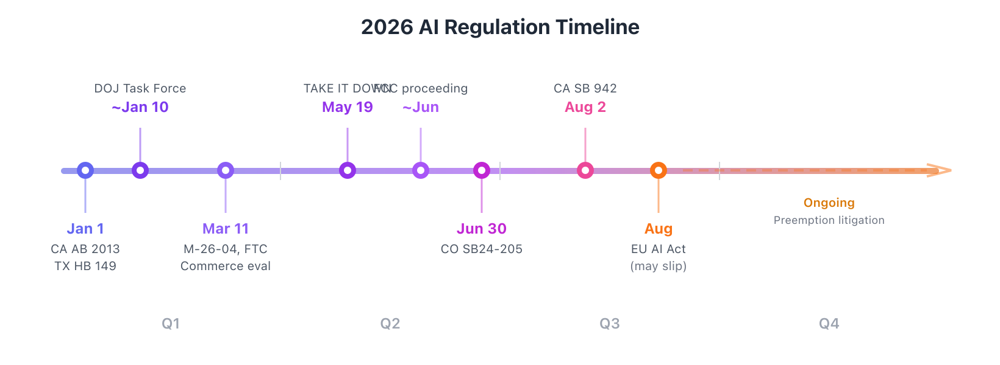 2026 AI Regulation Timeline
DOJ Task Force
~Jan 10
TAKE IT DOWN
May 19
FCC proceeding
~Jun
CA SB 942
Aug 2
Jan 1
CA AB 2013
TX HB 149
Mar 11
M-26-04, FTC
Commerce eval
Jun 30
CO SB24-205
Aug
EU AI Act
(may slip)
Ongoing
Preemption litigation
Q1
Q2
Q3
Q4